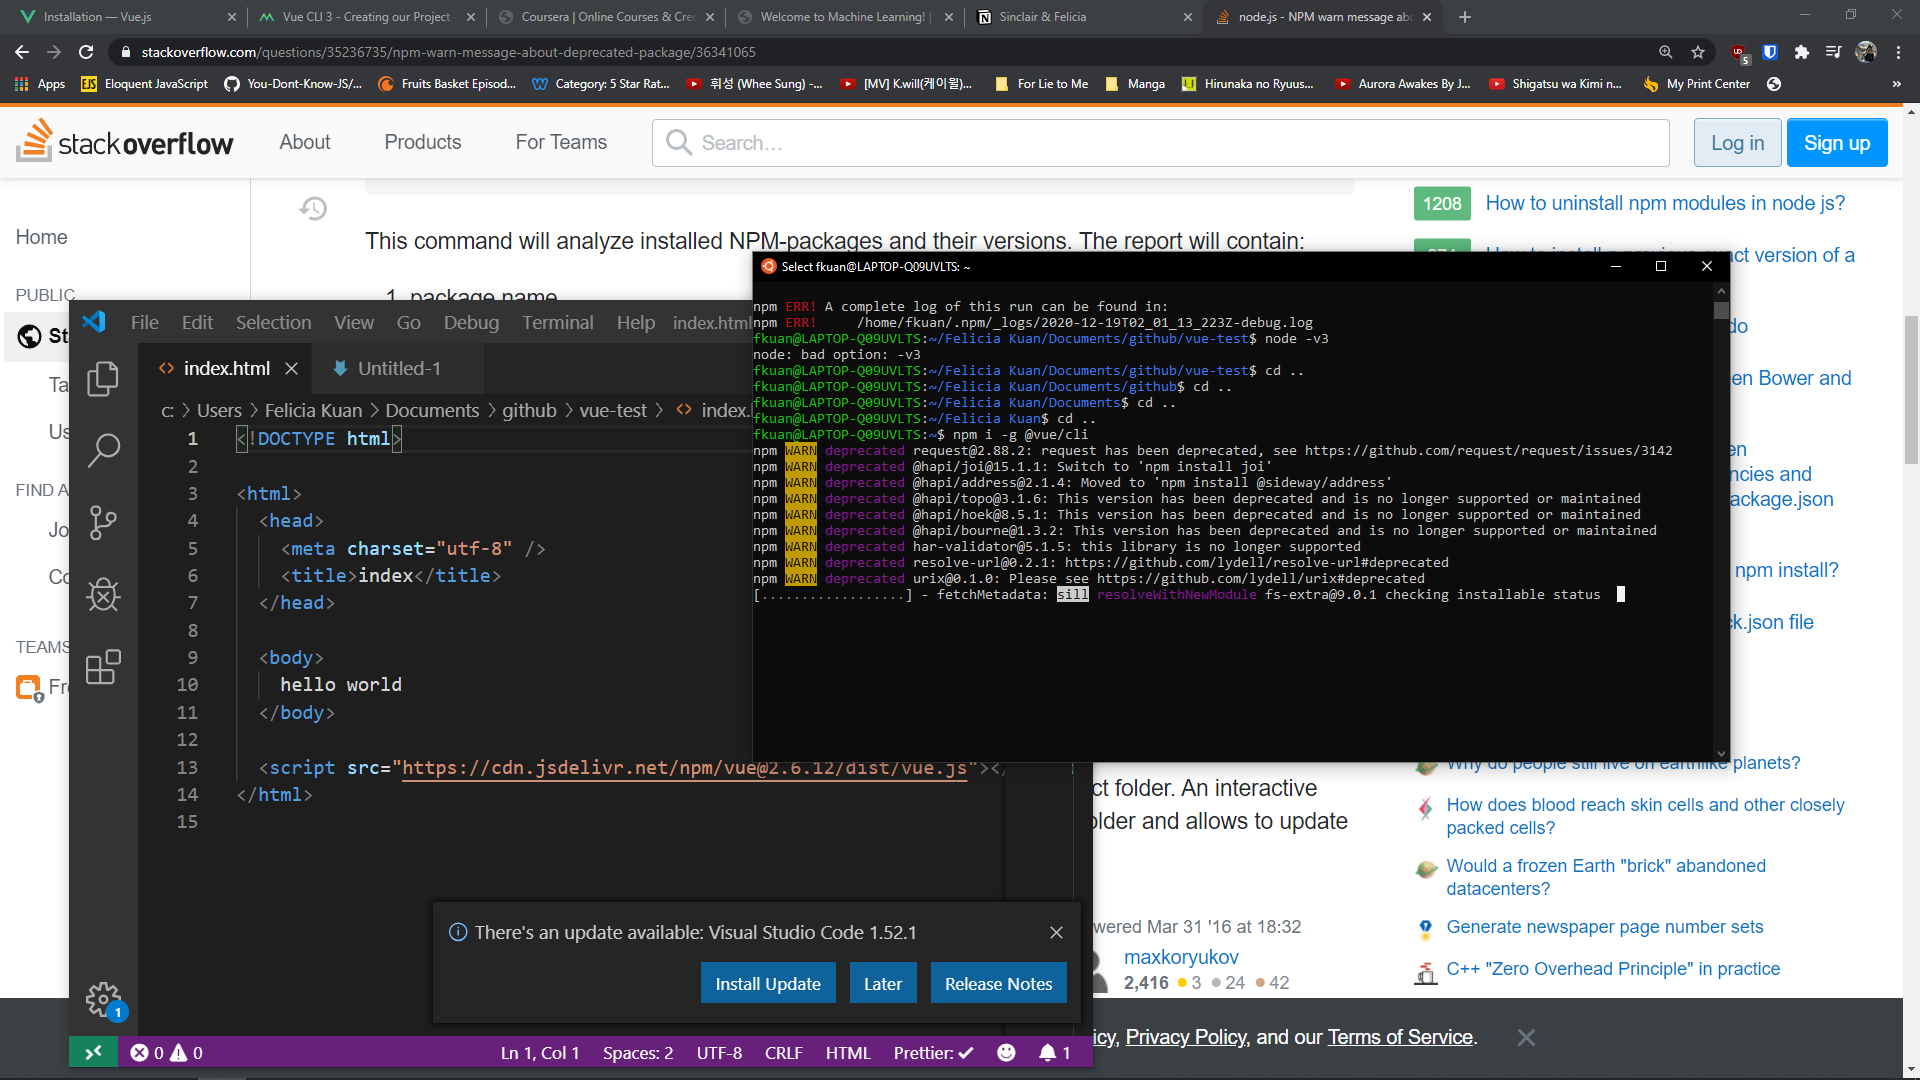 Installation — Vue.js
Vue CLI 3 - Creating our Project -
Coursera | Online Courses & Cre
Welcome to Machine Learning! |
Sinclair & Felicia
node.js - NPM warn message ab
stackoverflow.com/questions/35236735/npm-warn-message-about-deprecated-package/36341065
5
Apps
EJS
Eloquent JavaScript
You-Dont-Know-JS/...
Fruits Basket Episod...
Category: 5 Star Rat...
휘성 (Whee Sung) -...
[MV] K.will(케이윌)...
For Lie to Me
Manga
Hirunaka no Ryuus...
Aurora Awakes By J...
Shigatsu wa Kimi n...
My Print Center
»
stackoverflow
About
Products
For Teams
Search...
Log in
Sign up
Home
PUBLIC
St
Ta
Us
FIND A
Jo
Co
TEAMS
Fr
This command will analyze installed NPM-packages and their versions. The report will contain:
1. package name
1208
How to uninstall npm modules in node js?
act version of a
do
en Bower and
en
ncies and
ackage.json
npm install?
ck.json file
Select fkuan@LAPTOP-Q09UVLTS: ~
npm ERR! A complete log of this run can be found in:
npm ERR!     /home/fkuan/.npm/_logs/2020-12-19T02_01_13_223Z-debug.log
fkuan@LAPTOP-Q09UVLTS:~/Felicia Kuan/Documents/github/vue-test$ node -v3
node: bad option: -v3
fkuan@LAPTOP-Q09UVLTS:~/Felicia Kuan/Documents/github/vue-test$ cd ..
fkuan@LAPTOP-Q09UVLTS:~/Felicia Kuan/Documents/github$ cd ..
fkuan@LAPTOP-Q09UVLTS:~/Felicia Kuan/Documents$ cd ..
fkuan@LAPTOP-Q09UVLTS:~/Felicia Kuan$ cd ..
fkuan@LAPTOP-Q09UVLTS:~$ npm i -g @vue/cli
npm WARN deprecated request@2.88.2: request has been deprecated, see https://github.com/request/request/issues/3142
npm WARN deprecated @hapi/joi@15.1.1: Switch to 'npm install joi'
npm WARN deprecated @hapi/address@2.1.4: Moved to 'npm install @sideway/address'
npm WARN deprecated @hapi/topo@3.1.6: This version has been deprecated and is no longer supported or maintained
npm WARN deprecated @hapi/hoek@8.5.1: This version has been deprecated and is no longer supported or maintained
npm WARN deprecated @hapi/bourne@1.3.2: This version has been deprecated and is no longer supported or maintained
npm WARN deprecated har-validator@5.1.5: this library is no longer supported
npm WARN deprecated resolve-url@0.2.1: https://github.com/lydell/resolve-url#deprecated
npm WARN deprecated urix@0.1.0: Please see https://github.com/lydell/urix#deprecated
[..................] - fetchMetadata: sill resolveWithNewModule fs-extra@9.0.1 checking installable status
File Edit Selection View Go Debug Terminal Help index.html
index.html
Untitled-1
c: > Users > Felicia Kuan > Documents > github > vue-test > <> index.
1 <!DOCTYPE html>
2
3 <html>
4 <head>
5 <meta charset="utf-8" />
6 <title>index</title>
7 </head>
8
9 <body>
10 hello world
11 </body>
12
13 <script src="https://cdn.jsdelivr.net/npm/vue@2.6.12/dist/vue.js"></
14 </html>
15
There's an update available: Visual Studio Code 1.52.1
Install Update
Later
Release Notes
1
0 0
Ln 1, Col 1
Spaces: 2
UTF-8
CRLF
HTML
Prettier: ✓
1
ct folder. An interactive
older and allows to update
wered Mar 31 '16 at 18:32
maxkoryukov
2,416 3 24 42
Why do people still live on earthlike planets?
How does blood reach skin cells and other closely
packed cells?
Would a frozen Earth "brick" abandoned
datacenters?
Generate newspaper page number sets
C++ "Zero Overhead Principle" in practice
icy, Privacy Policy, and our Terms of Service.